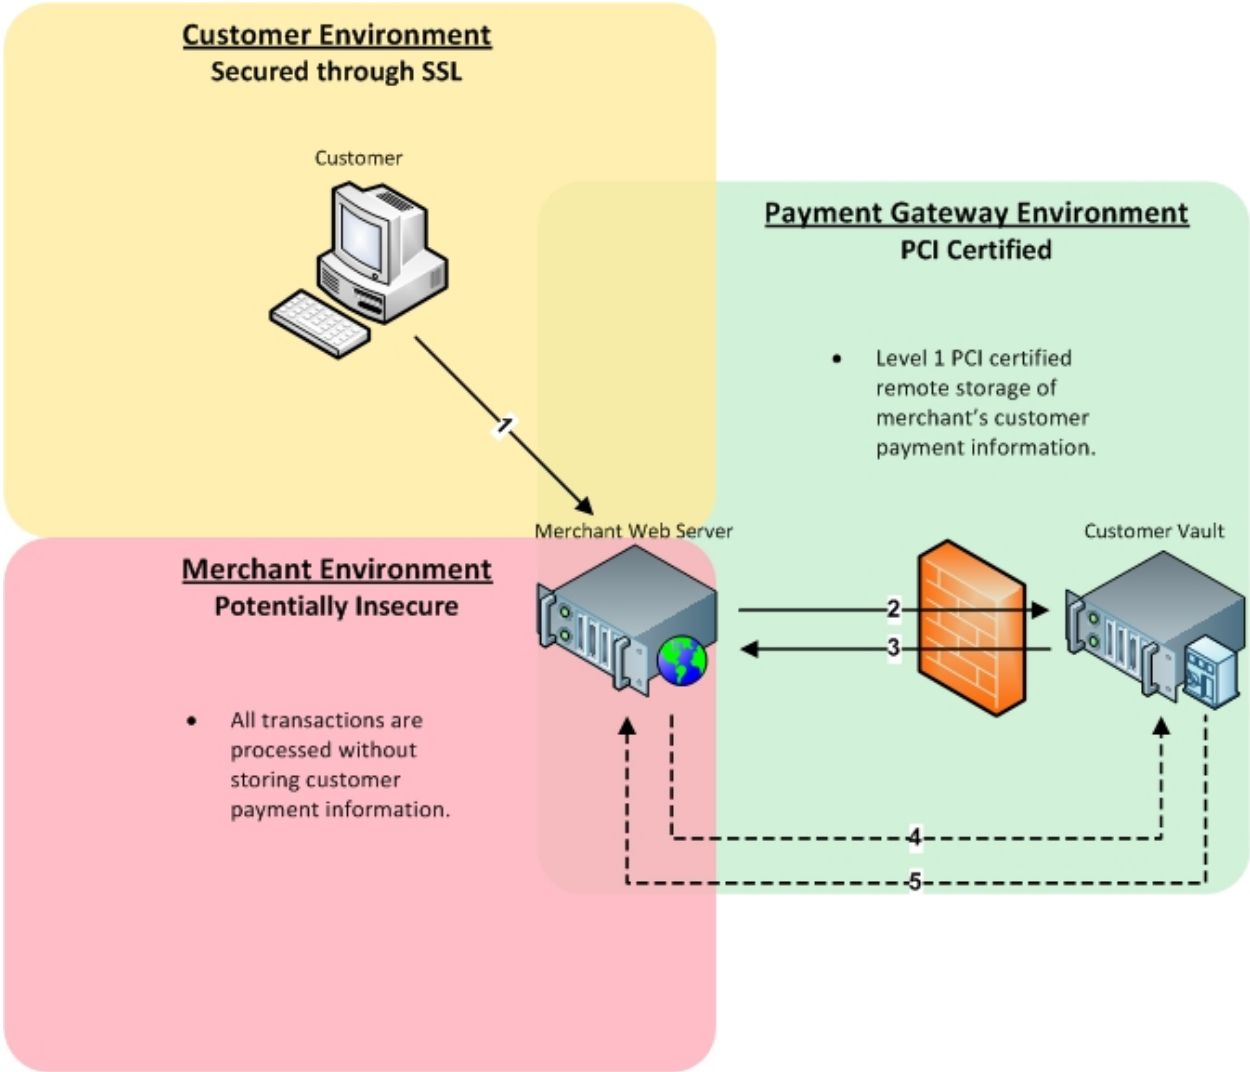 Customer Environment
Secured through SSL
Customer
Payment Gateway Environment
PCI Certified
• Level 1 PCI certified
remote storage of
merchant's customer
payment information.
1
Merchant Web Server
Customer Vault
Merchant Environment
Potentially Insecure
2
3
• All transactions are
processed without
storing customer
payment information.
4
5